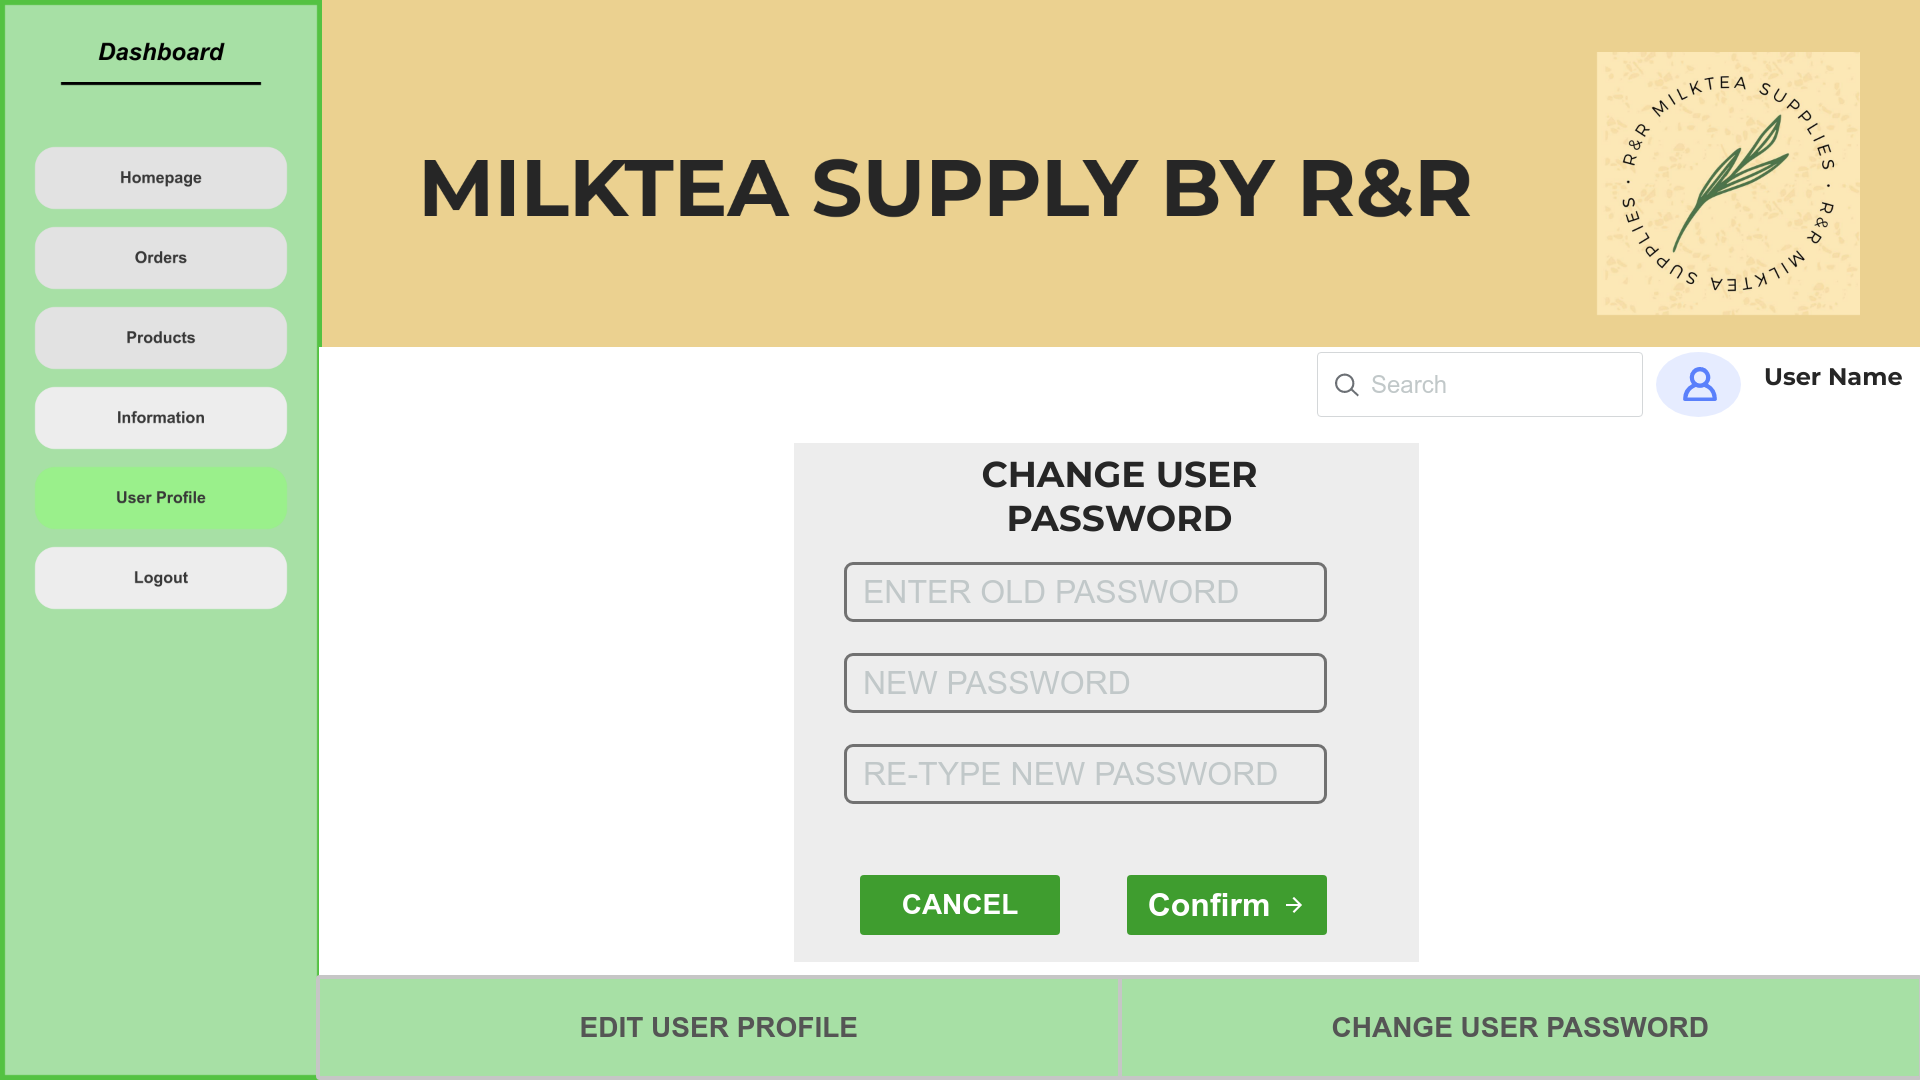 Dashboard
Homepage
Orders
Products
Information
User Profile
Logout
MILKTEA SUPPLY BY R&R
R&R MILKTEA SUPPLIES · R&R MILKTEA SUPPLIES ·
Search
User Name
CHANGE USER
PASSWORD
ENTER OLD PASSWORD
NEW PASSWORD
RE-TYPE NEW PASSWORD
CANCEL
Confirm →
EDIT USER PROFILE
CHANGE USER PASSWORD